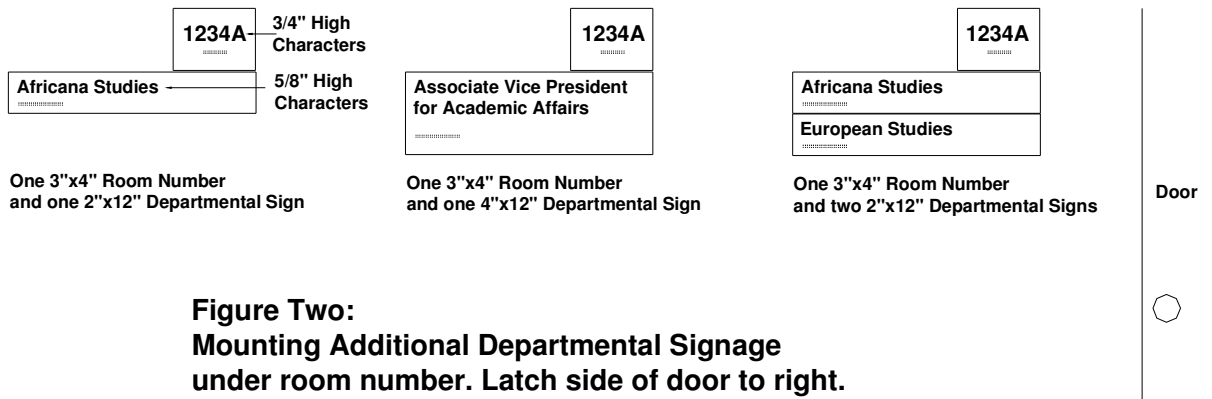 1234A
3/4" High
Characters
Africana Studies
5/8" High
Characters
One 3"x4" Room Number
and one 2"x12" Departmental Sign
1234A
Associate Vice President
for Academic Affairs
One 3"x4" Room Number
and one 4"x12" Departmental Sign
1234A
Africana Studies
European Studies
One 3"x4" Room Number
and two 2"x12" Departmental Signs
Door
Figure Two:
Mounting Additional Departmental Signage
under room number. Latch side of door to right.